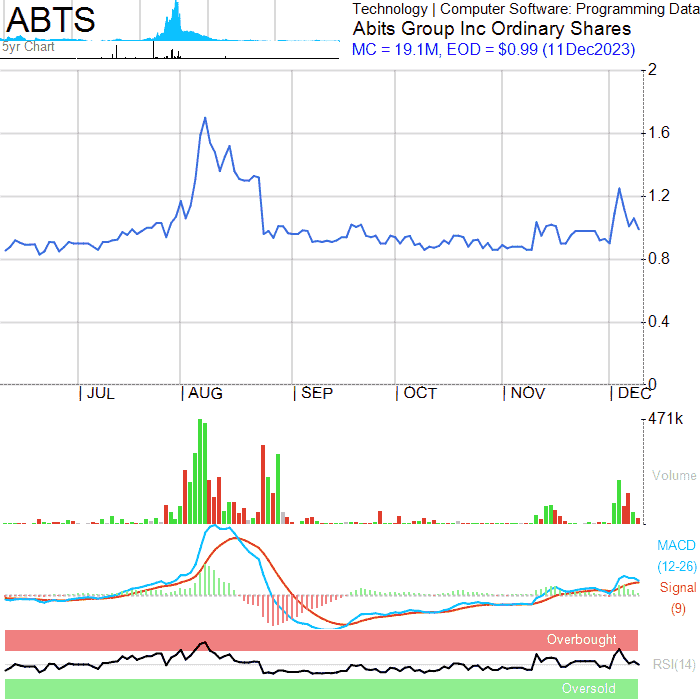 ABTS
5yr Chart
Technology | Computer Software: Programming Data
Abits Group Inc Ordinary Shares
MC = 19.1M, EOD = $0.99 (11Dec2023)
2
1.6
1.2
0.8
0.4
0
| JUL | AUG | SEP | OCT | NOV | DEC
471k
Volume
MACD
(12-26)
Signal
(9)
Overbought
RSI(14)
Oversold